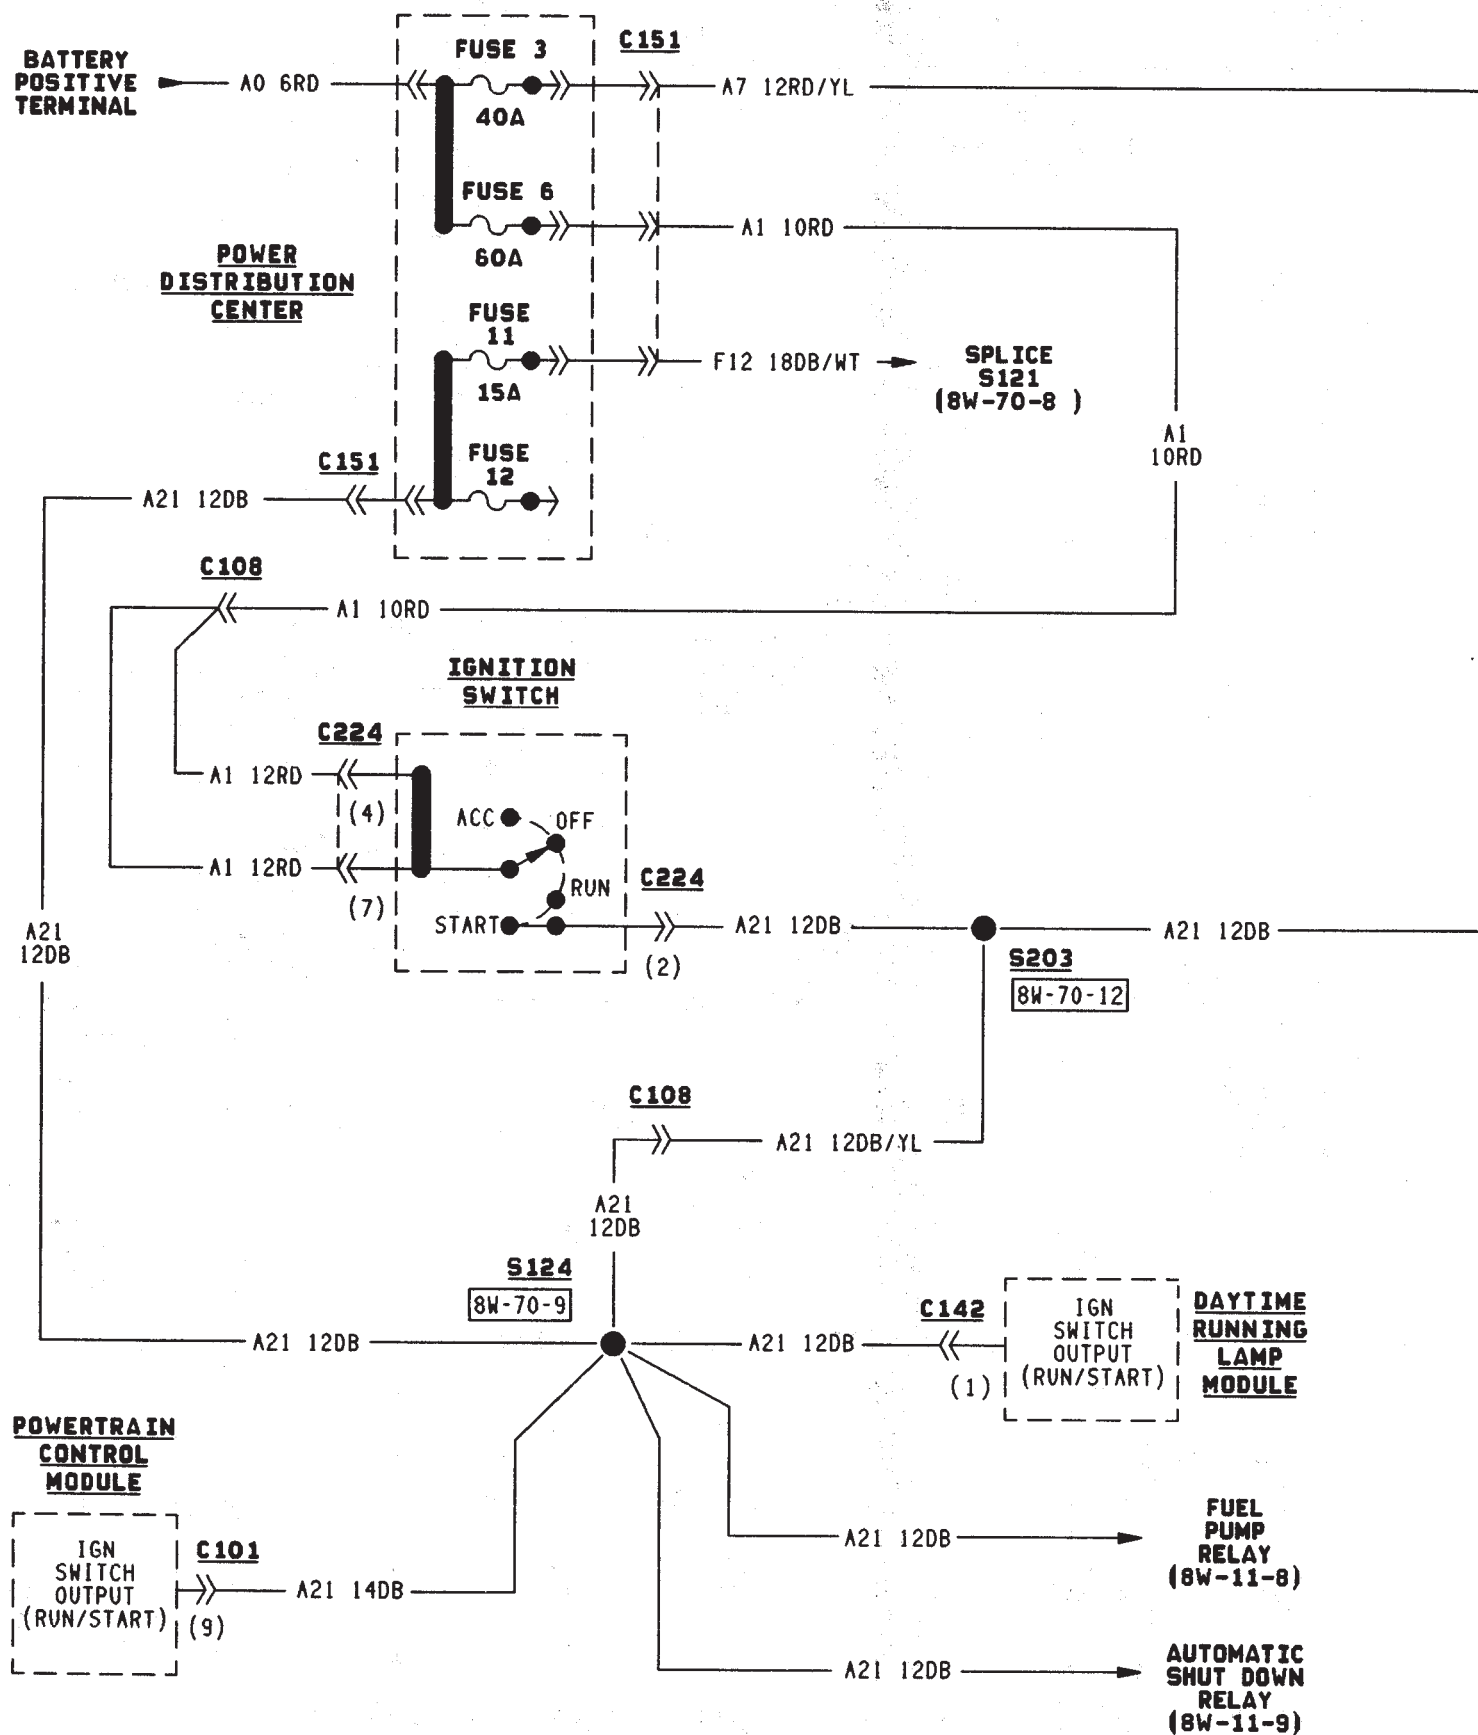 BATTERY
POSITIVE
TERMINAL
A0 6RD
FUSE 3
40A
C151
A7 12RD/YL
FUSE 6
60A
A1 10RD
POWER
DISTRIBUTION
CENTER
FUSE
11
15A
F12 18DB/WT
SPLICE
S121
(8W-70-8 )
A1
10RD
C151
FUSE
12
A21 12DB
C108
A1 10RD
IGNITION
SWITCH
C224
A1 12RD
(4)
ACC
OFF
A1 12RD
(7)
RUN
START
C224
A21 12DB
(2)
A21 12DB
S203
8W-70-12
A21
12DB
C108
A21 12DB/YL
A21
12DB
S124
8W-70-9
A21 12DB
A21 12DB
C142
(1)
IGN
SWITCH
OUTPUT
(RUN/START)
DAYTIME
RUNNING
LAMP
MODULE
POWERTRAIN
CONTROL
MODULE
IGN
SWITCH
OUTPUT
(RUN/START)
C101
(9)
A21 14DB
A21 12DB
FUEL
PUMP
RELAY
(8W-11-8)
A21 12DB
AUTOMATIC
SHUT DOWN
RELAY
(8W-11-9)